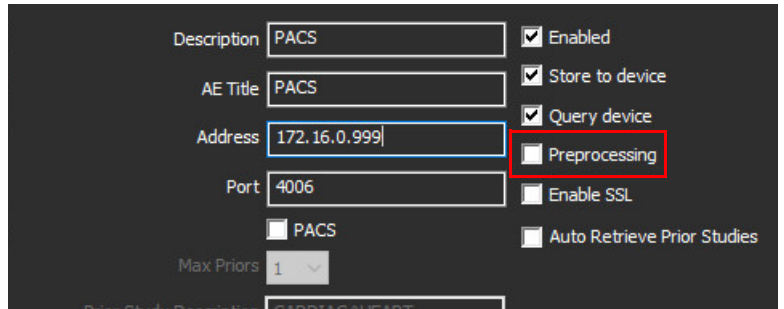 Description PACS
Enabled
AE Title PACS
Store to device
Query device
Address 172.16.0.999
Preprocessing
Port 4006
Enable SSL
PACS
Auto Retrieve Prior Studies
Max Priors 1